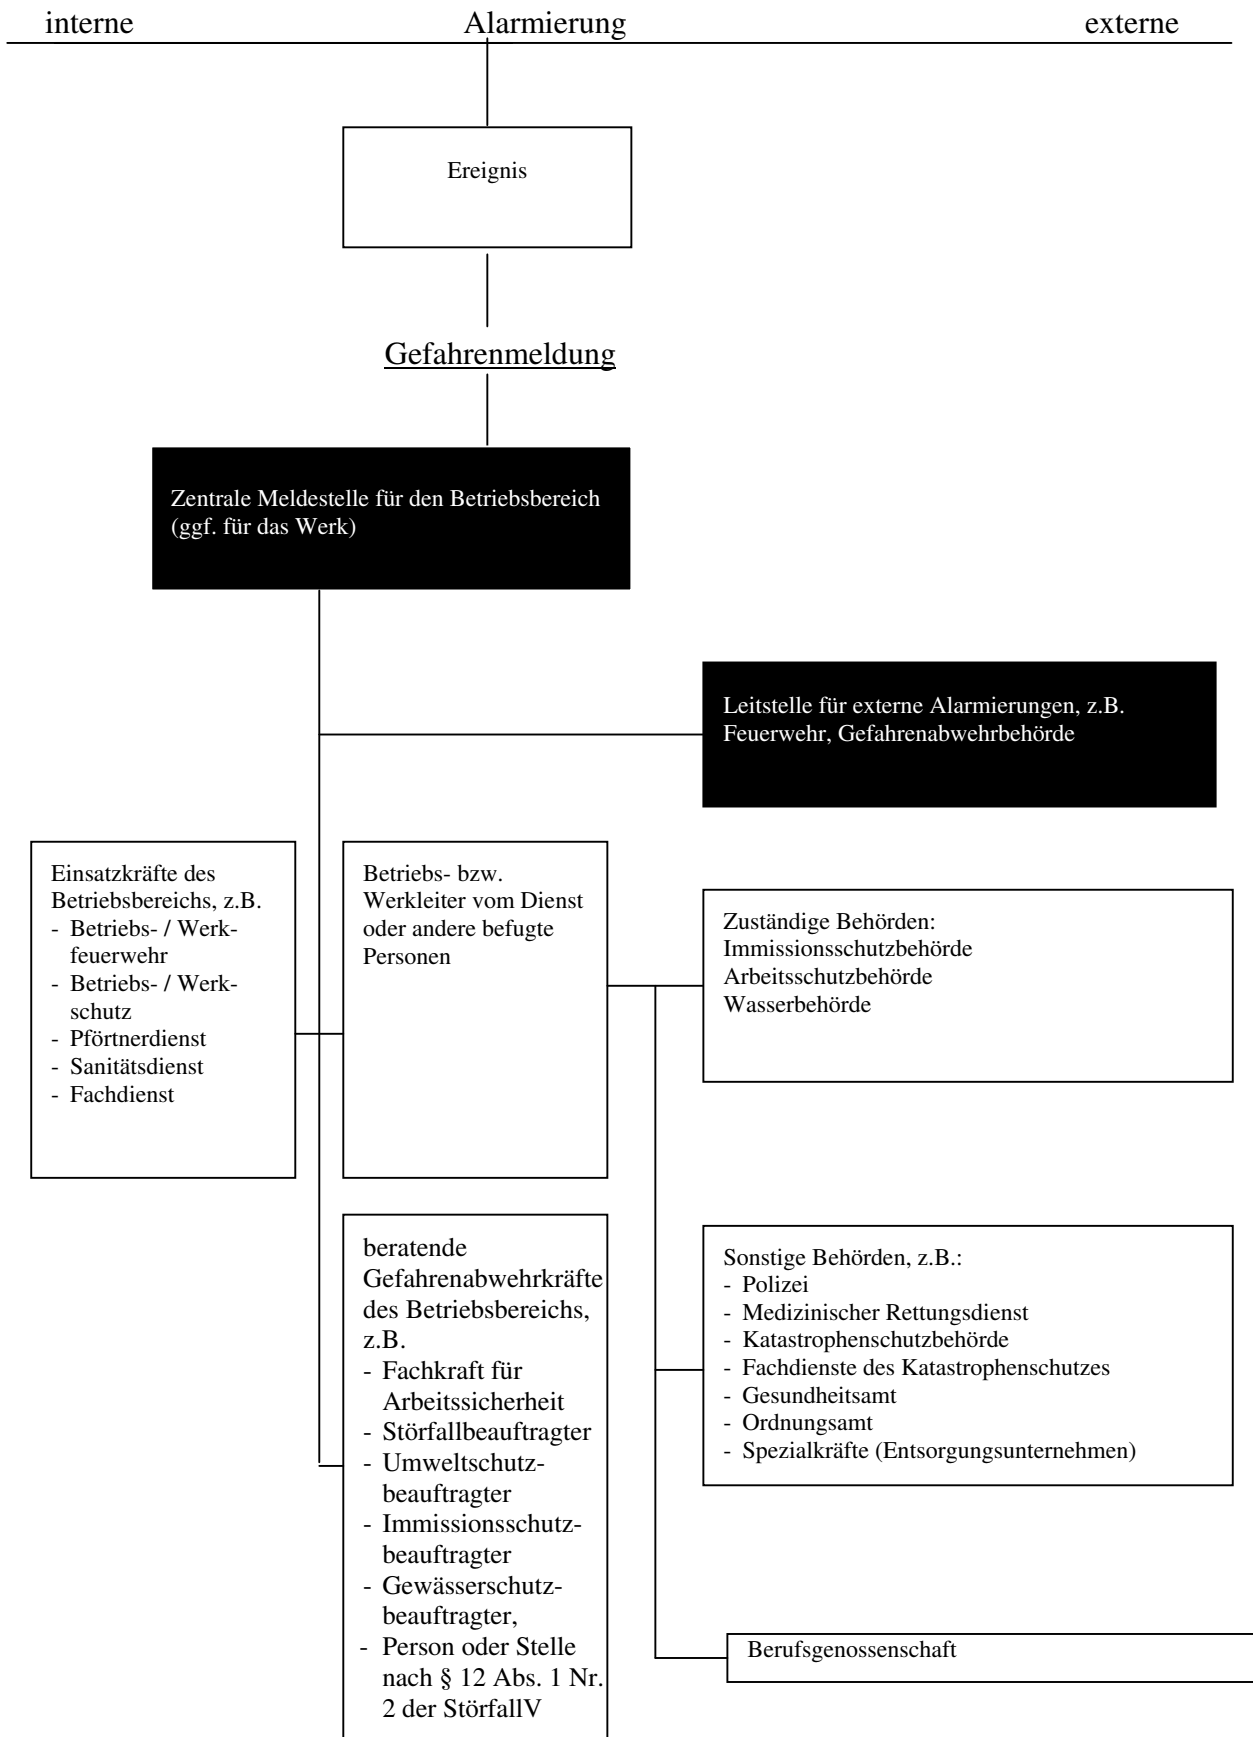 interne Alarmierung externe
Ereignis
Gefahrenmeldung
Zentrale Meldestelle für den Betriebsbereich
(ggf. für das Werk)
Leitstelle für externe Alarmierungen, z.B.
Feuerwehr, Gefahrenabwehrbehörde
Einsatzkräfte des
Betriebsbereichs, z.B.
- Betriebs- / Werk-
feuerwehr
- Betriebs- / Werk-
schutz
- Pförtnerdienst
- Sanitätsdienst
- Fachdienst
Betriebs- bzw.
Werkleiter vom Dienst
oder andere befugte
Personen
Zuständige Behörden:
Immissionsschutzbehörde
Arbeitsschutzbehörde
Wasserbehörde
beratende
Gefahrenabwehrkräfte
des Betriebsbereichs,
z.B.
- Fachkraft für
Arbeitssicherheit
- Störfallbeauftragter
- Umweltschutz-
beauftragter
- Immissionsschutz-
beauftragter
- Gewässerschutz-
beauftragter,
- Person oder Stelle
nach § 12 Abs. 1 Nr.
2 der StörfallV
Sonstige Behörden, z.B.:
- Polizei
- Medizinischer Rettungsdienst
- Katastrophenschutzbehörde
- Fachdienste des Katastrophenschutzes
- Gesundheitsamt
- Ordnungsamt
- Spezialkräfte (Entsorgungsunternehmen)
Berufsgenossenschaft